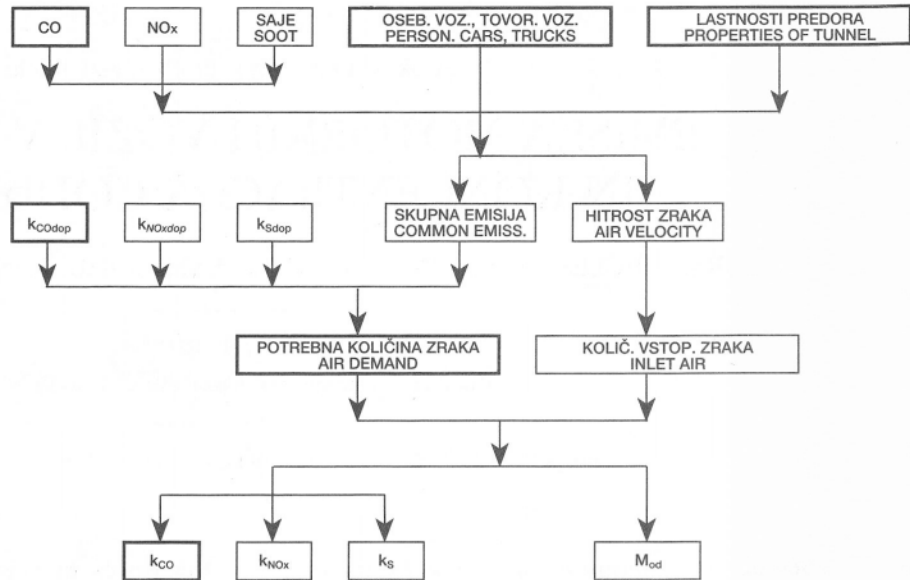 CO
NOx
SAJE
SOOT
OSEB. VOZ., TOVOR. VOZ.
PERSON. CARS, TRUCKS
LASTNOSTI PREDORA
PROPERTIES OF TUNNEL
kCOdop
kNOxdop
kSdop
SKUPNA EMISIJA
COMMON EMISS.
HITROST ZRAKA
AIR VELOCITY
POTREBNA KOLIČINA ZRAKA
AIR DEMAND
KOLIČ. VSTOP. ZRAKA
INLET AIR
kCO
kNOx
kS
Mod